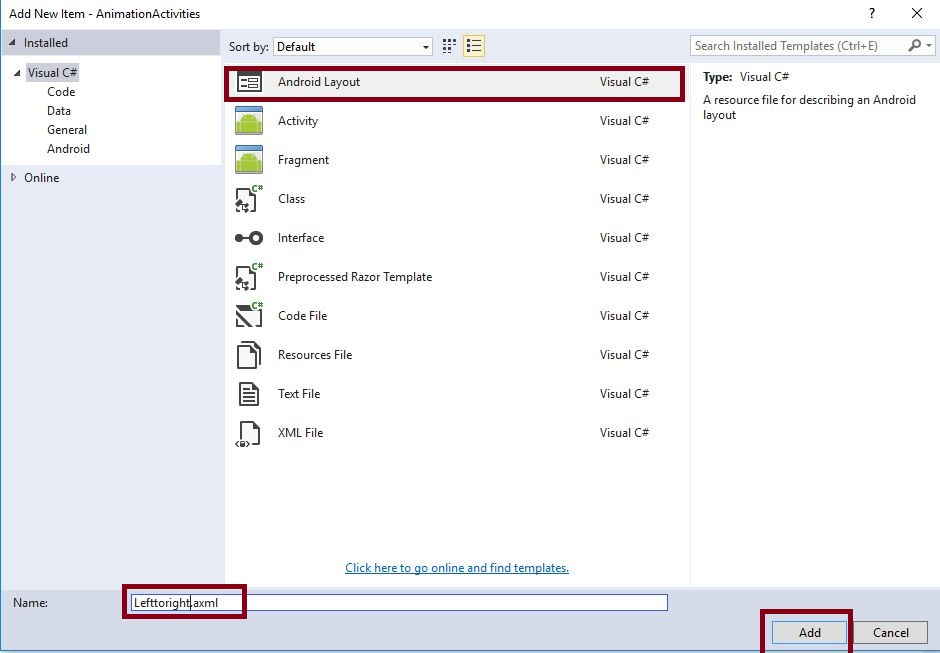 Add New Item - AnimationActivities
?
Installed
Sort by: Default
Search Installed Templates (Ctrl+E)
Visual C#
Code
Data
General
Android
Online
Android Layout Visual C#
Activity Visual C#
Fragment Visual C#
C# Class Visual C#
Interface Visual C#
C# Preprocessed Razor Template Visual C#
C# Code File Visual C#
Resources File Visual C#
Text File Visual C#
XML File Visual C#
Type: Visual C#
A resource file for describing an Android
layout
Click here to go online and find templates.
Name: Lefttoright.axml
Add Cancel